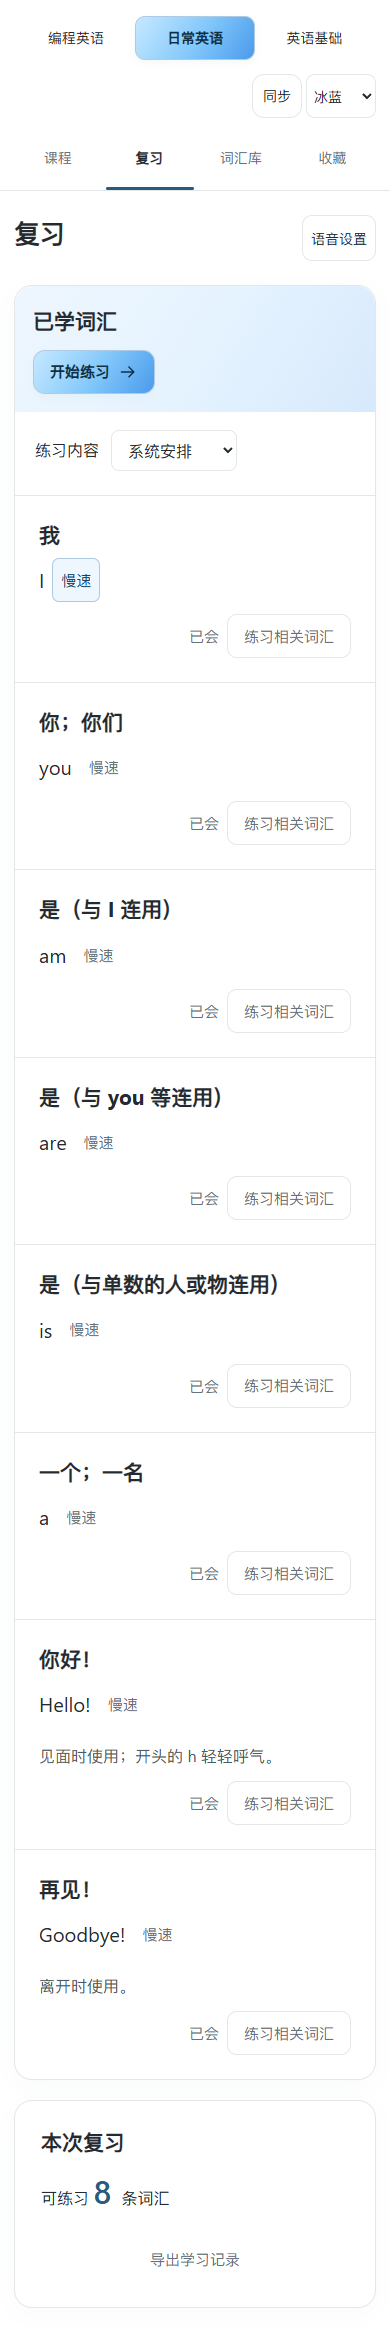 编程英语 日常英语 英语基础
同步 冰蓝
课程 复习 词汇库 收藏
复习 语音设置
已学词汇
开始练习 →
练习内容 系统安排
我
I 慢速
已会 练习相关词汇
你；你们
you 慢速
已会 练习相关词汇
是（与 I 连用）
am 慢速
已会 练习相关词汇
是（与 you 等连用）
are 慢速
已会 练习相关词汇
是（与单数的人或物连用）
is 慢速
已会 练习相关词汇
一个；一名
a 慢速
已会 练习相关词汇
你好！
Hello! 慢速
见面时使用；开头的 h 轻轻呼气。
已会 练习相关词汇
再见！
Goodbye! 慢速
离开时使用。
已会 练习相关词汇
本次复习
可练习 8 条词汇
导出学习记录